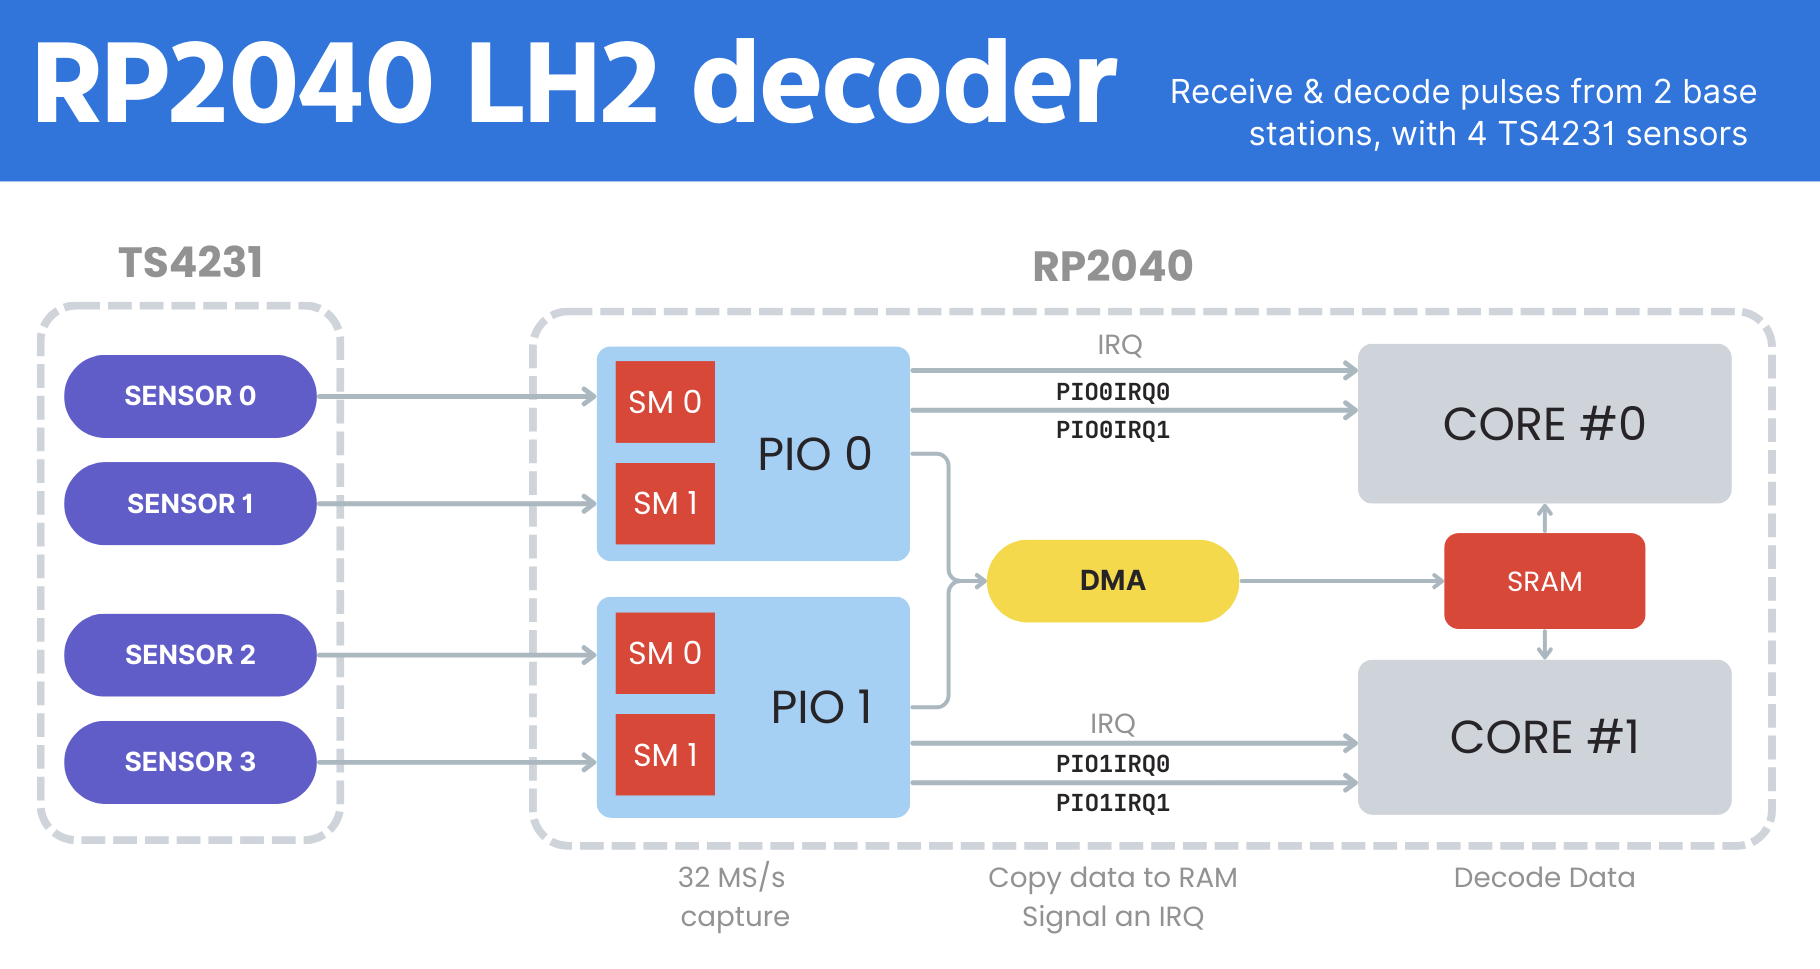 RP2040 LH2 decoder
Receive & decode pulses from 2 base
stations, with 4 TS4231 sensors
TS4231
RP2040
SENSOR 0
SENSOR 1
SENSOR 2
SENSOR 3
SM 0
SM 1
PIO 0
SM 0
SM 1
PIO 1
IRQ
PIO0IRQ0
PIO0IRQ1
DMA
IRQ
PIO1IRQ0
PIO1IRQ1
CORE #0
SRAM
CORE #1
32 MS/s
capture
Copy data to RAM
Signal an IRQ
Decode Data